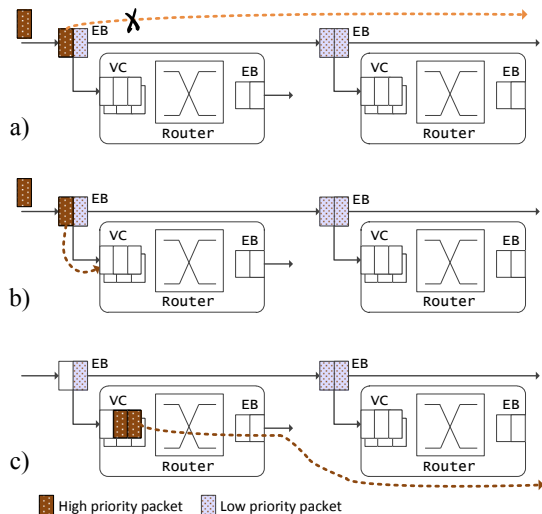 EB EB
VC EB VC EB
Router Router
a)
EB EB
VC EB VC EB
Router Router
b)
EB EB
VC EB VC EB
Router Router
c)
High priority packet Low priority packet